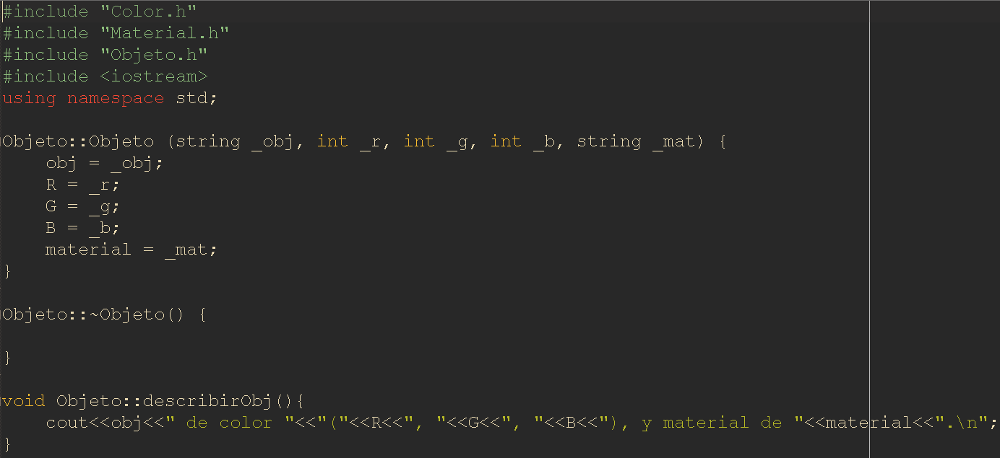 #include "Color.h"
#include "Material.h"
#include "Objeto.h"
#include <iostream>
using namespace std;

Objeto::Objeto (string _obj, int _r, int _g, int _b, string _mat) {
    obj = _obj;
    R = _r;
    G = _g;
    B = _b;
    material = _mat;
}

Objeto::~Objeto() {

}

void Objeto::describirObj(){
    cout<<obj<<" de color "<<"("<<R<<", "<<G<<", "<<B<<"), y material de "<<material<<".\n";
}